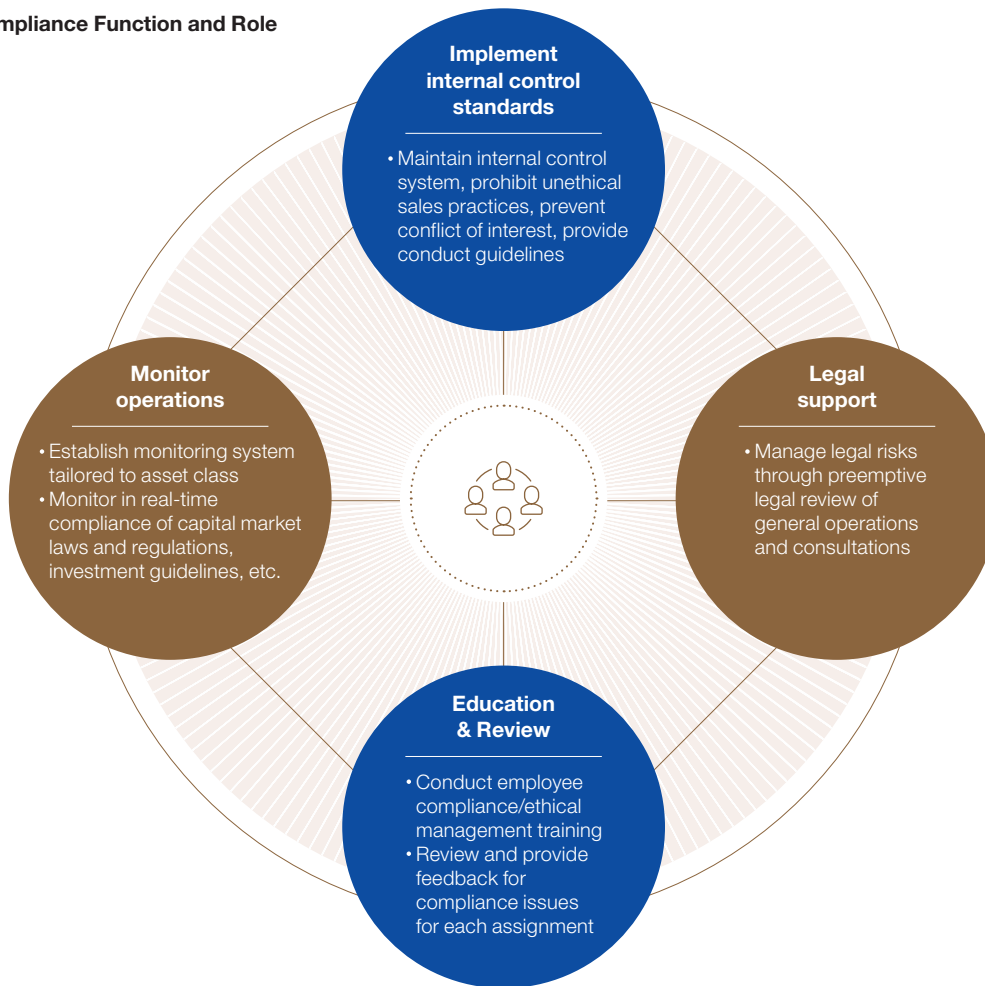 mpliance Function and Role
Implement
internal control
standards
• Maintain internal control
system, prohibit unethical
sales practices, prevent
conflict of interest, provide
conduct guidelines
Monitor
operations
• Establish monitoring system
tailored to asset class
• Monitor in real-time
compliance of capital market
laws and regulations,
investment guidelines, etc.
Legal
support
• Manage legal risks
through preemptive
legal review of
general operations
and consultations
Education
& Review
• Conduct employee
compliance/ethical
management training
• Review and provide
feedback for
compliance issues
for each assignment